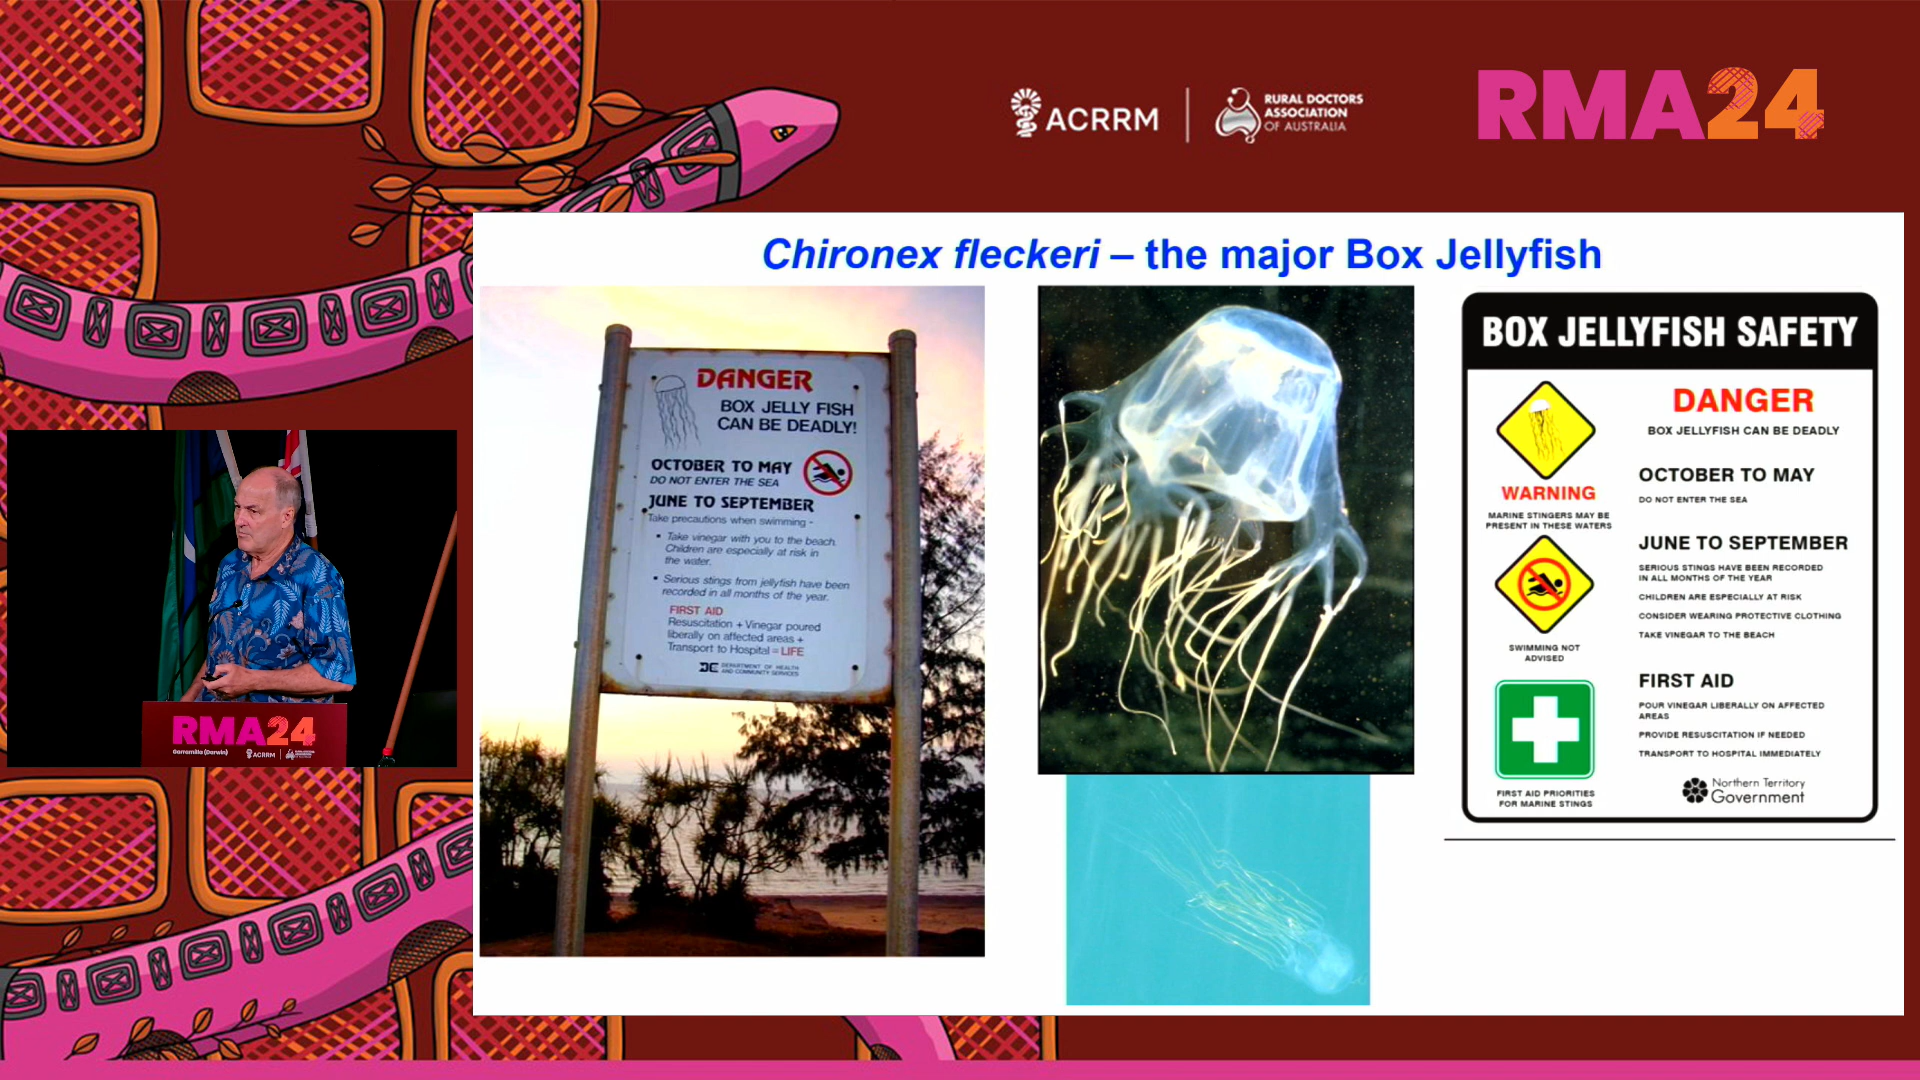 ACRRM
RURAL DOCTORS
ASSOCIATION
OF AUSTRALIA
RMA24
Chironex fleckeri – the major Box Jellyfish
DANGER
BOX JELLY FISH
CAN BE DEADLY!
OCTOBER TO MAY
DO NOT ENTER THE SEA
JUNE TO SEPTEMBER
Take precautions when swimming -
• Take vinegar with you to the beach.
Children are especially at risk in
the water.
• Serious stings from jellyfish have been
recorded in all months of the year.
FIRST AID
Resuscitation + Vinegar poured
liberally on affected areas +
Transport to Hospital = LIFE
DEPARTMENT OF HEALTH
AND COMMUNITY SERVICES
BOX JELLYFISH SAFETY
WARNING
MARINE STINGERS MAY BE
PRESENT IN THESE WATERS
SWIMMING NOT
ADVISED
FIRST AID PRIORITIES
FOR MARINE STINGS
DANGER
BOX JELLYFISH CAN BE DEADLY
OCTOBER TO MAY
DO NOT ENTER THE SEA
JUNE TO SEPTEMBER
SERIOUS STINGS HAVE BEEN RECORDED
IN ALL MONTHS OF THE YEAR
CHILDREN ARE ESPECIALLY AT RISK
CONSIDER WEARING PROTECTIVE CLOTHING
TAKE VINEGAR TO THE BEACH
FIRST AID
POUR VINEGAR LIBERALLY ON AFFECTED
AREAS
PROVIDE RESUSCITATION IF NEEDED
TRANSPORT TO HOSPITAL IMMEDIATELY
Northern Territory
Government
RMA24
Garramilla (Darwin)
ACRRM